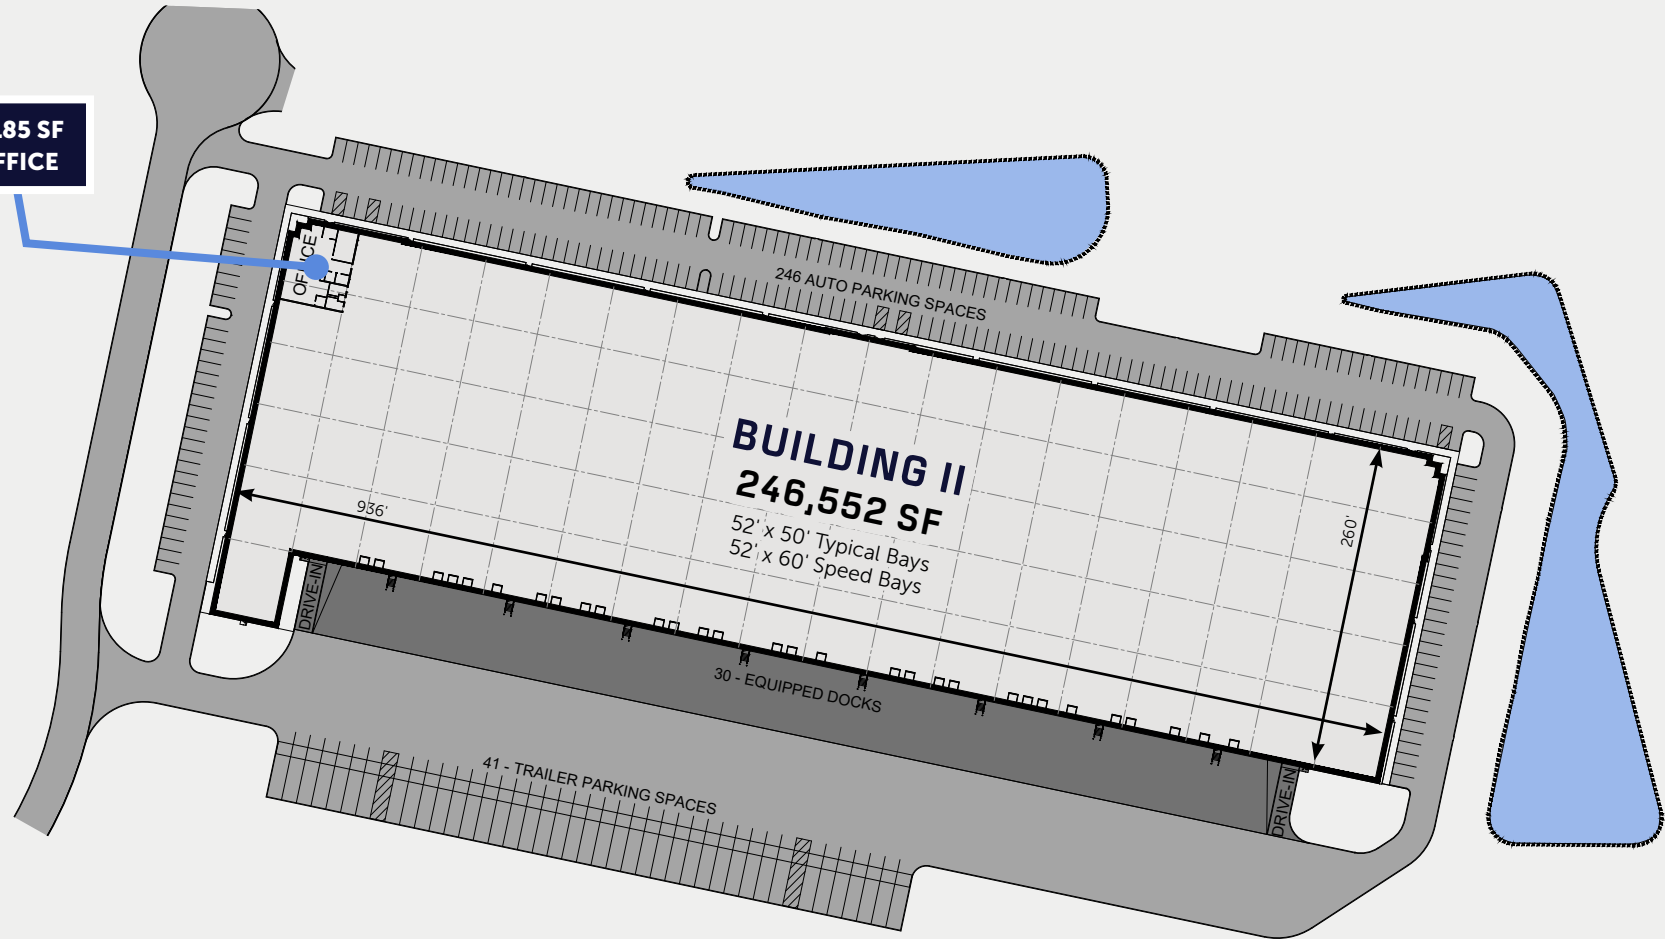 85 SF
OFFICE
246 AUTO PARKING SPACES
BUILDING II
246,552 SF
52' x 50' Typical Bays
52' x 60' Speed Bays
936'
260'
DRIVE-IN
30 - EQUIPPED DOCKS
41 - TRAILER PARKING SPACES
DRIVE-IN